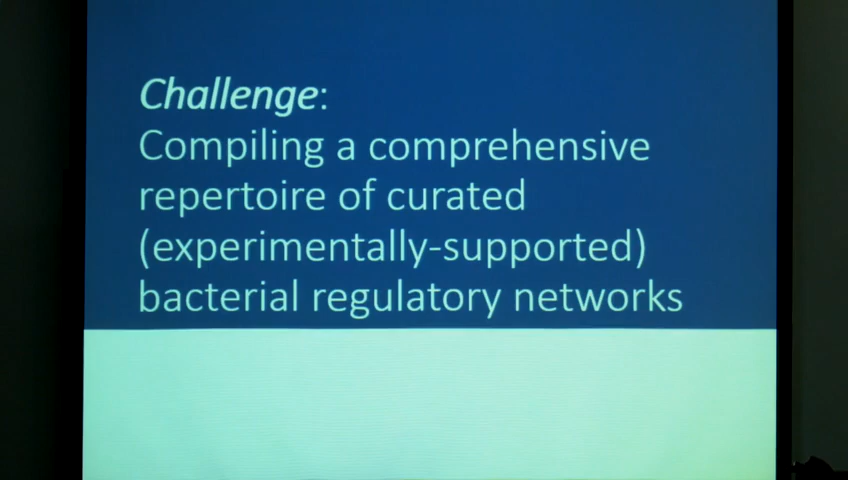 Challenge:
Compiling a comprehensive
repertoire of curated
(experimentally-supported)
bacterial regulatory networks